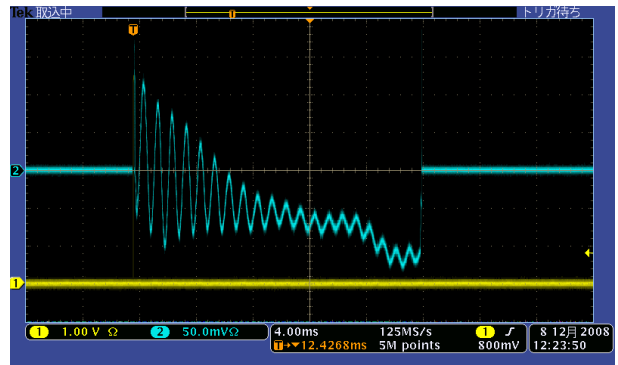 Tek 取込中 トリガ待ち
T
T
2
1
1 1.00 V Ω 2 50.0mVΩ 4.00ms 125MS/s 1 8 12月 2008
T→▼12.4268ms 5M points 800mV 12:23:50